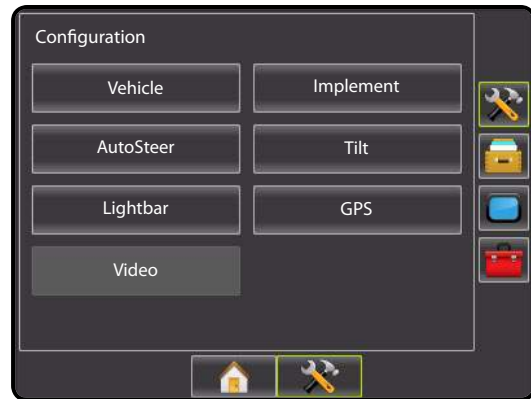 Configuration
Vehicle
Implement
AutoSteer
Tilt
Lightbar
GPS
Video